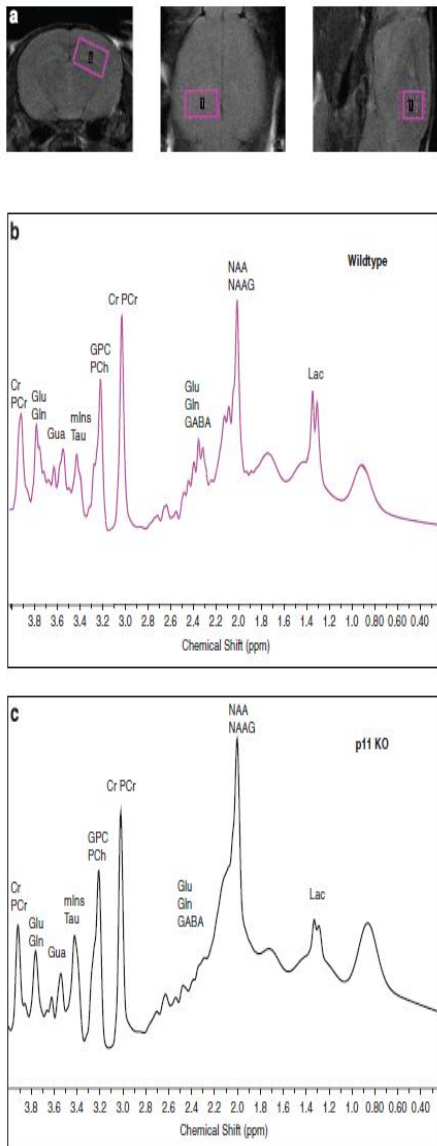 a
b
Wildtype
NAA
NAAG
Cr PCr
GPC
PCh
Cr
PCr
Glu
Gln
Gua
mIns
Tau
Glu
Gln
GABA
Lac
3.8 3.6 3.4 3.2 3.0 2.8 2.6 2.4 2.2 2.0 1.8 1.6 1.4 1.2 1.0 0.80 0.60 0.40
Chemical Shift (ppm)
c
NAA
NAAG
p11 KO
Cr PCr
GPC
PCh
Cr
PCr
Glu
Gln
Gua
mIns
Tau
Glu
Gln
GABA
Lac
3.8 3.6 3.4 3.2 3.0 2.8 2.6 2.4 2.2 2.0 1.8 1.6 1.4 1.2 1.0 0.80 0.60 0.40
Chemical Shift (ppm)